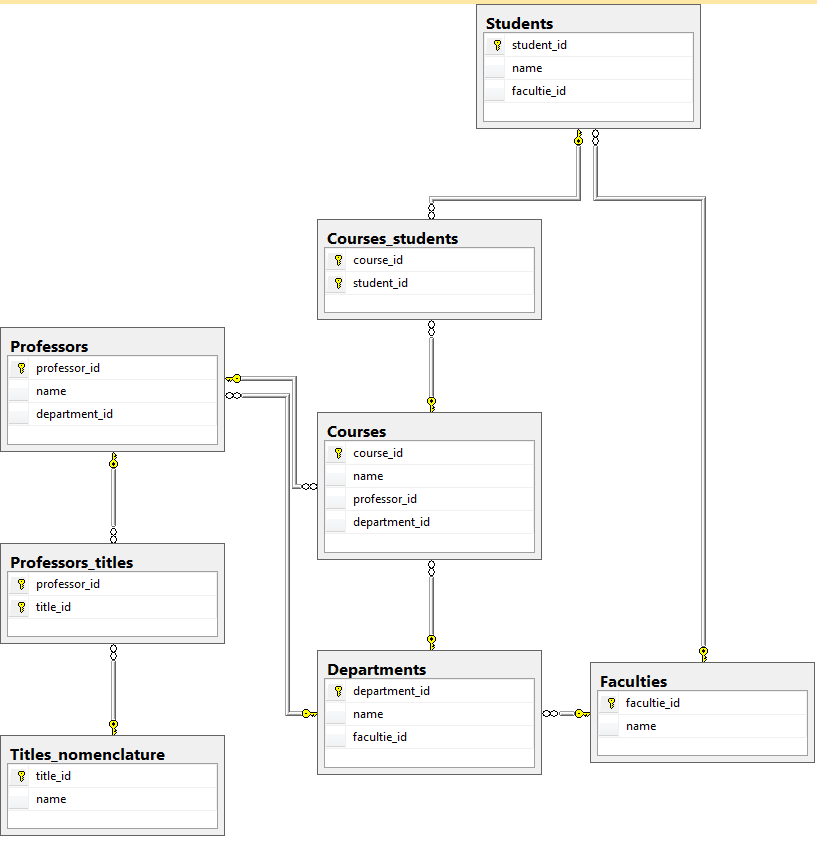 Students
student_id
name
facultie_id
Courses_students
course_id
student_id
Professors
professor_id
name
department_id
Courses
course_id
name
professor_id
department_id
Professors_titles
professor_id
title_id
Departments
department_id
name
facultie_id
Faculties
facultie_id
name
Titles_nomenclature
title_id
name